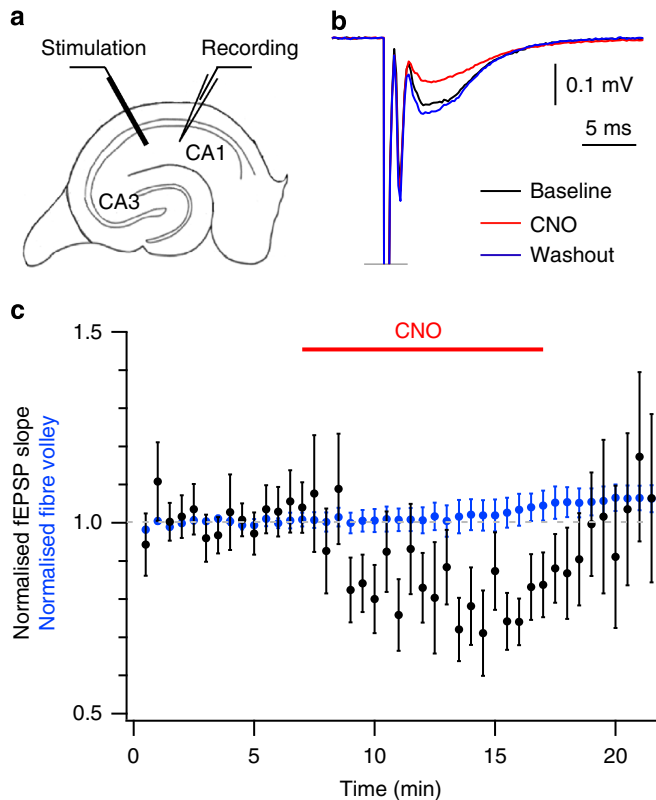 a
Stimulation
Recording
CA1
CA3
b
0.1 mV
5 ms
Baseline
CNO
Washout
c
CNO
Normalised fEPSP slope
Normalised fibre volley
1.5
1.0
0.5
0
5
10
15
20
Time (min)